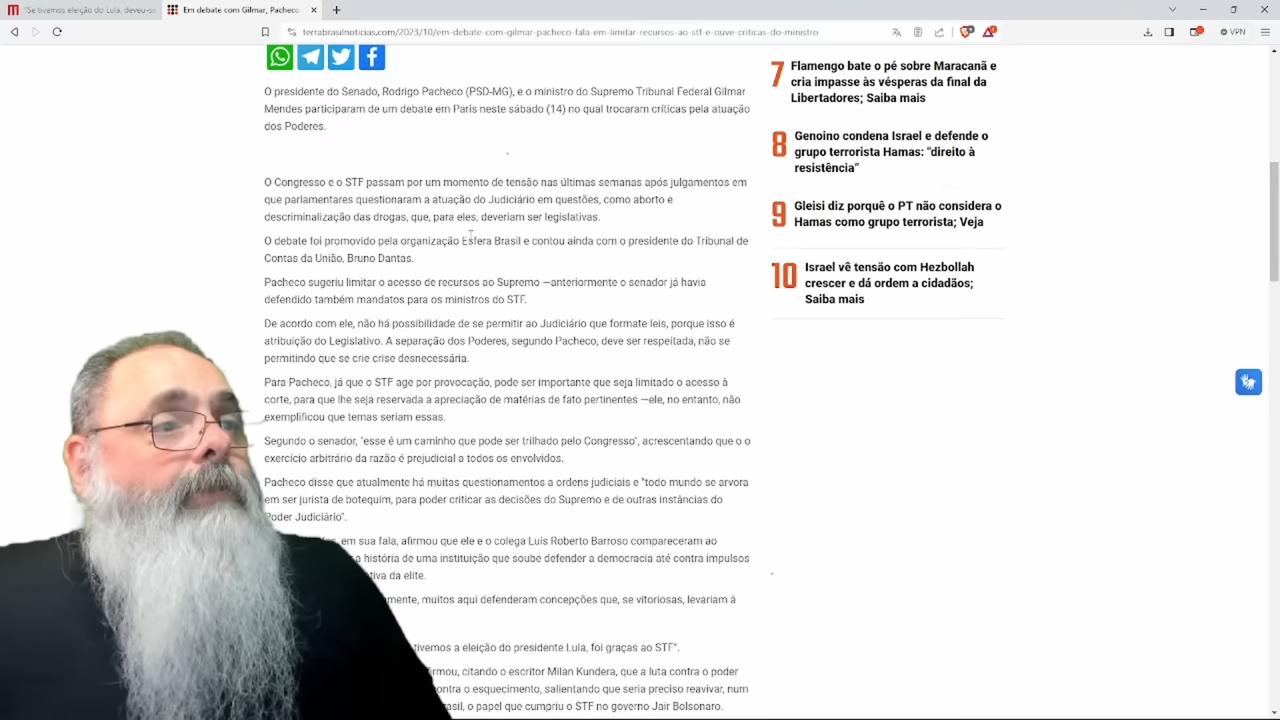 "Se tivemos eleição do Lula, deveu-se
Em debate com Gilmar, Pacheco
terrabrasilnoticias.com/2023/10/em-debate-com-gilmar-pacheco-fala-em-limitar-recursos-ao-stf-e-ouve-criticas-do-ministro
VPN
O presidente do Senado, Rodrigo Pacheco (PSD-MG), e o ministro do Supremo Tribunal Federal Gilmar
Mendes participaram de um debate em Paris neste sábado (14) no qual trocaram críticas pela atuação
dos Poderes.
O Congresso e o STF passam por um momento de tensão nas últimas semanas após julgamentos em
que parlamentares questionaram a atuação do Judiciário em questões, como aborto e
descriminalização das drogas, que, para eles, deveriam ser legislativas.
O debate foi promovido pela organização Esfera Brasil e contou ainda com o presidente do Tribunal de
Contas da União, Bruno Dantas.
Pacheco sugeriu limitar o acesso de recursos ao Supremo —anteriormente o senador já havia
defendido também mandatos para os ministros do STF.
De acordo com ele, não há possibilidade de se permitir ao Judiciário que formate leis, porque isso é
atribuição do Legislativo. A separação dos Poderes, segundo Pacheco, deve ser respeitada, não se
permitindo que se crie crise desnecessária.
Para Pacheco, já que o STF age por provocação, pode ser importante que seja limitado o acesso à
corte, para que lhe seja reservada a apreciação de matérias de fato pertinentes —ele, no entanto, não
exemplificou que temas seriam essas.
Segundo o senador, "esse é um caminho que pode ser trilhado pelo Congresso", acrescentando que o o
exercício arbitrário da razão é prejudicial a todos os envolvidos.
Pacheco disse que atualmente há muitas questionamentos a ordens judiciais e "todo mundo se arvora
em ser jurista de botequim, para poder criticar as decisões do Supremo e de outras instâncias do
Poder Judiciário".
em sua fala, afirmou que ele e o colega Luís Roberto Barroso compareceram ao
a história de uma instituição que soube defender a democracia até contra impulsos
da elite.
muitos aqui defenderam concepções que, se vitoriosas, levariam à
tivemos a eleição do presidente Lula, foi graças ao STF".
citando o escritor Milan Kundera, que a luta contra o poder
o esquecimento, salientando que seria preciso reavivar, num
o papel que cumpriu o STF no governo Jair Bolsonaro.
7 Flamengo bate o pé sobre Maracanã e
cria impasse às vésperas da final da
Libertadores; Saiba mais
8 Genoino condena Israel e defende o
grupo terrorista Hamas: "direito à
resistência"
9 Gleisi diz porquê o PT não considera o
Hamas como grupo terrorista; Veja
10 Israel vê tensão com Hezbollah
crescer e dá ordem a cidadãos;
Saiba mais